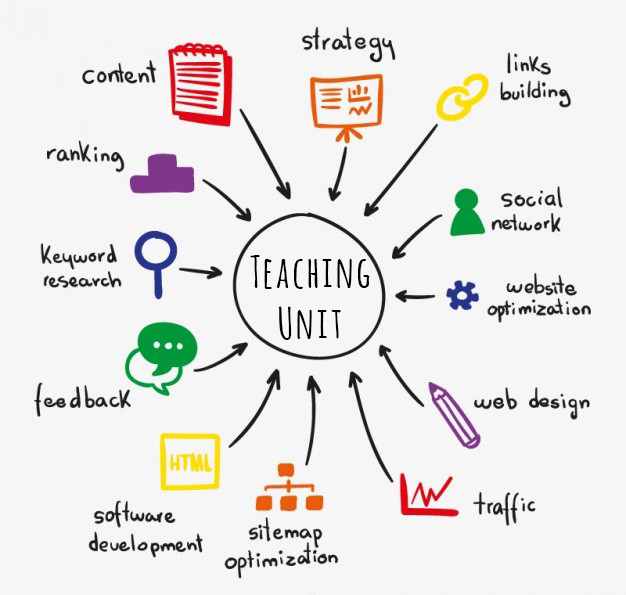 strategy
content
links
building
ranking
social
network
Keyword
research
TEACHING
UNIT
website
optimization
feedback
web design
HTML
software
development
sitemap
optimization
traffic